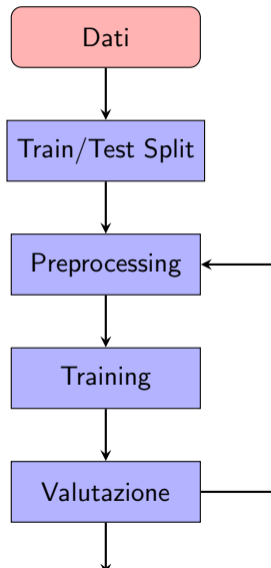 Dati
Train/Test Split
Preprocessing
Training
Valutazione